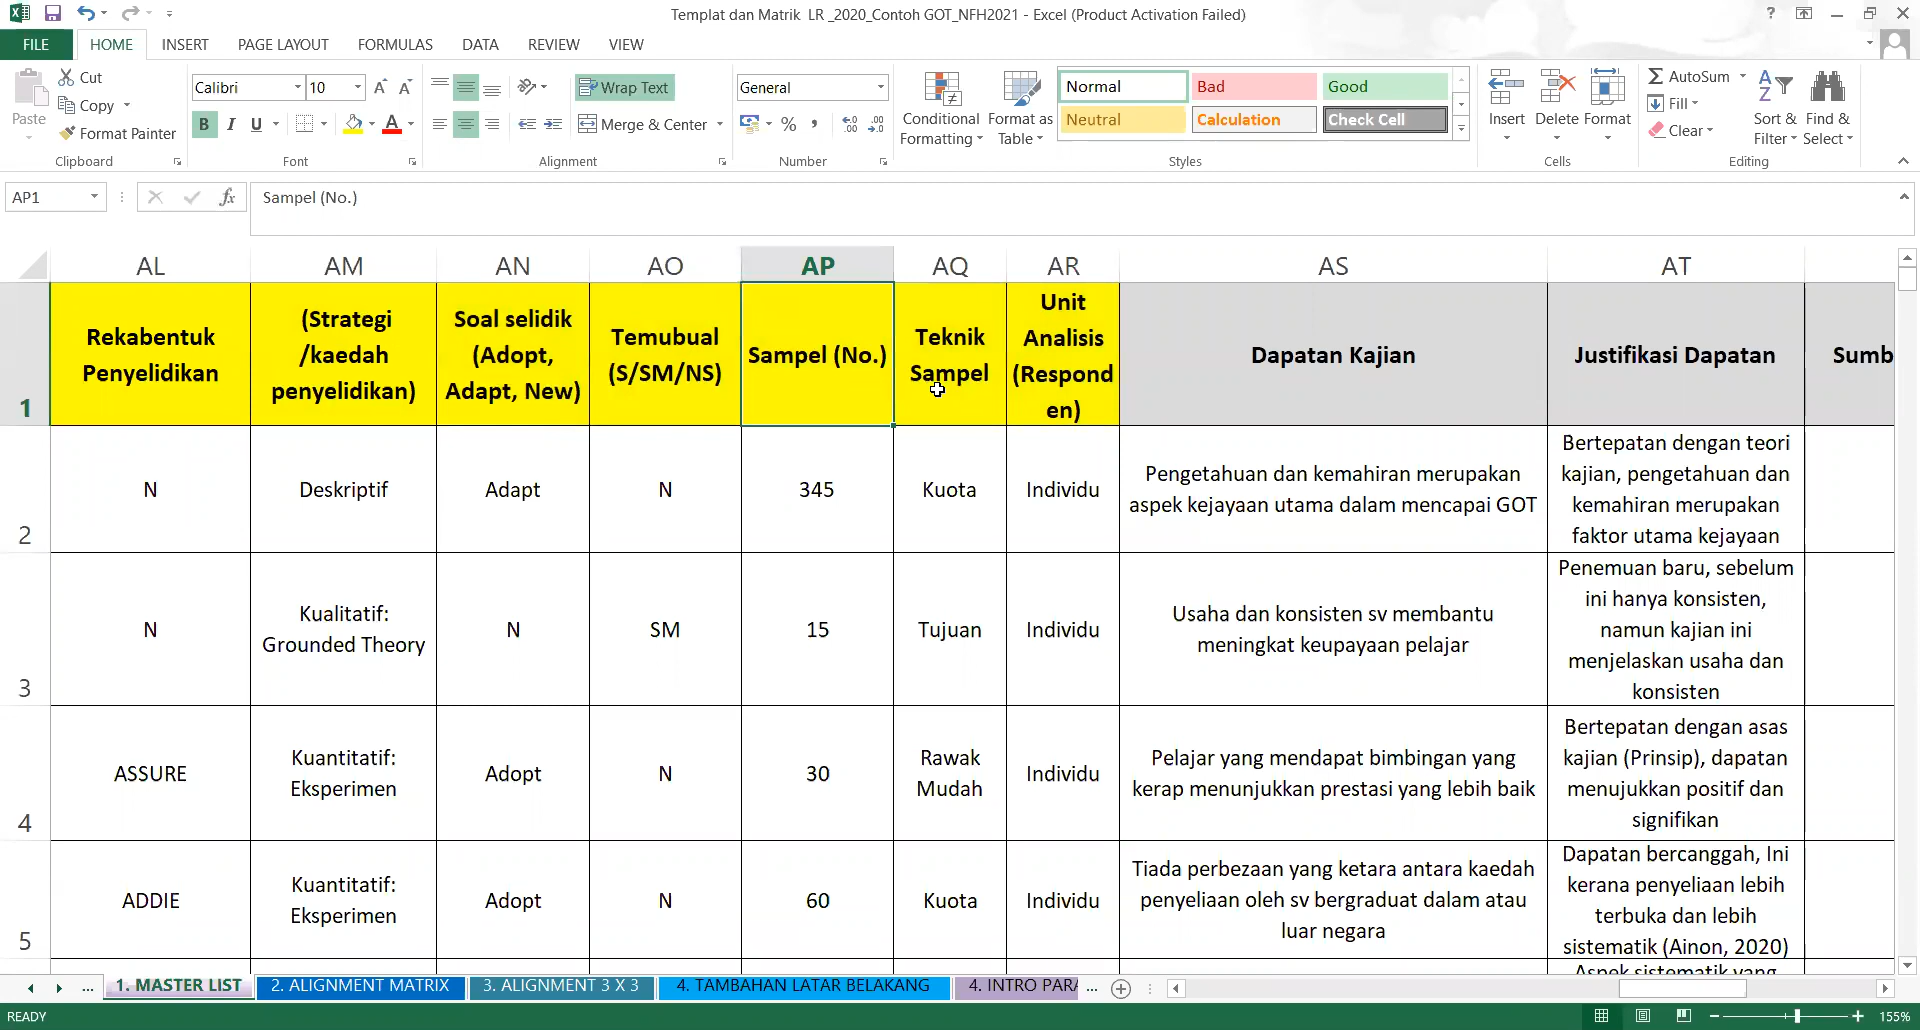 Templat dan Matrik  LR _2020_Contoh GOT_NFH2021 - Excel (Product Activation Failed)
FILE HOME INSERT PAGE LAYOUT FORMULAS DATA REVIEW VIEW
Paste
Cut
Copy
Format Painter
Clipboard
Calibri 10
B I U
Font
Wrap Text
Merge & Center
Alignment
General
%
Number
Conditional
Formatting
Format as
Table
Normal Bad Good
Neutral Calculation Check Cell
Styles
Insert Delete Format
Cells
AutoSum
Fill
Clear
Sort &
Filter
Find &
Select
Editing
AP1 fx Sampel (No.)
AL AM AN AO AP AQ AR AS AT
1
Rekabentuk
Penyelidikan
(Strategi
/kaedah
penyelidikan)
Soal selidik
(Adopt,
Adapt, New)
Temubual
(S/SM/NS)
Sampel (No.)
Teknik
Sampel
Unit
Analisis
(Respond
en)
Dapatan Kajian
Justifikasi Dapatan
Sumb
2
N
Deskriptif
Adapt
N
345
Kuota
Individu
Pengetahuan dan kemahiran merupakan
aspek kejayaan utama dalam mencapai GOT
Bertepatan dengan teori
kajian, pengetahuan dan
kemahiran merupakan
faktor utama kejayaan
3
N
Kualitatif:
Grounded Theory
N
SM
15
Tujuan
Individu
Usaha dan konsisten sv membantu
meningkat keupayaan pelajar
Penemuan baru, sebelum
ini hanya konsisten,
namun kajian ini
menjelaskan usaha dan
konsisten
4
ASSURE
Kuantitatif:
Eksperimen
Adopt
N
30
Rawak
Mudah
Individu
Pelajar yang mendapat bimbingan yang
kerap menunjukkan prestasi yang lebih baik
Bertepatan dengan asas
kajian (Prinsip), dapatan
menujukkan positif dan
signifikan
5
ADDIE
Kuantitatif:
Eksperimen
Adopt
N
60
Kuota
Individu
Tiada perbezaan yang ketara antara kaedah
penyeliaan oleh sv bergraduat dalam atau
luar negara
Dapatan bercanggah, Ini
kerana penyeliaan lebih
terbuka dan lebih
sistematik (Ainon, 2020)
Aspek sistematik yang
... 1. MASTER LIST 2. ALIGNMENT MATRIX 3. ALIGNMENT 3 X 3 4. TAMBAHAN LATAR BELAKANG 4. INTRO PARA ...
READY 155%